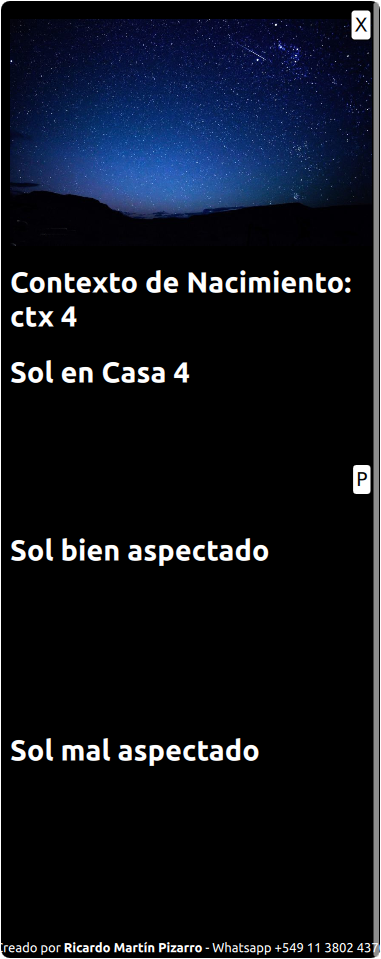 X
Contexto de Nacimiento:
ctx 4
Sol en Casa 4
P
Sol bien aspectado
Sol mal aspectado
Creado por Ricardo Martín Pizarro - Whatsapp +549 11 3802 437